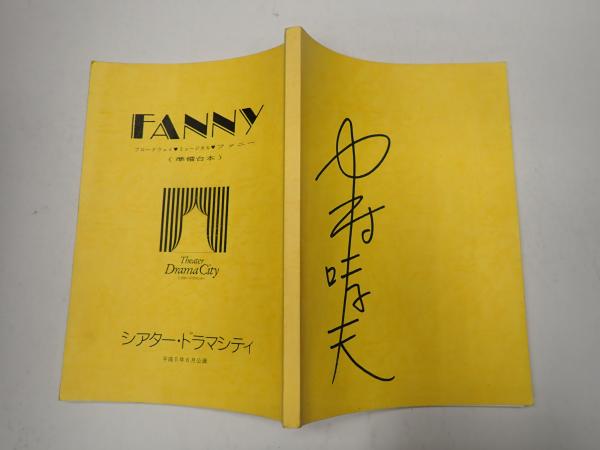 FANNY
ブロードウェイ♥ミュージカル♥ファニー
(準備台本)
Theater
DramaCity
シアター・ドラマシティ
平成5年6月公演
中村晴夫